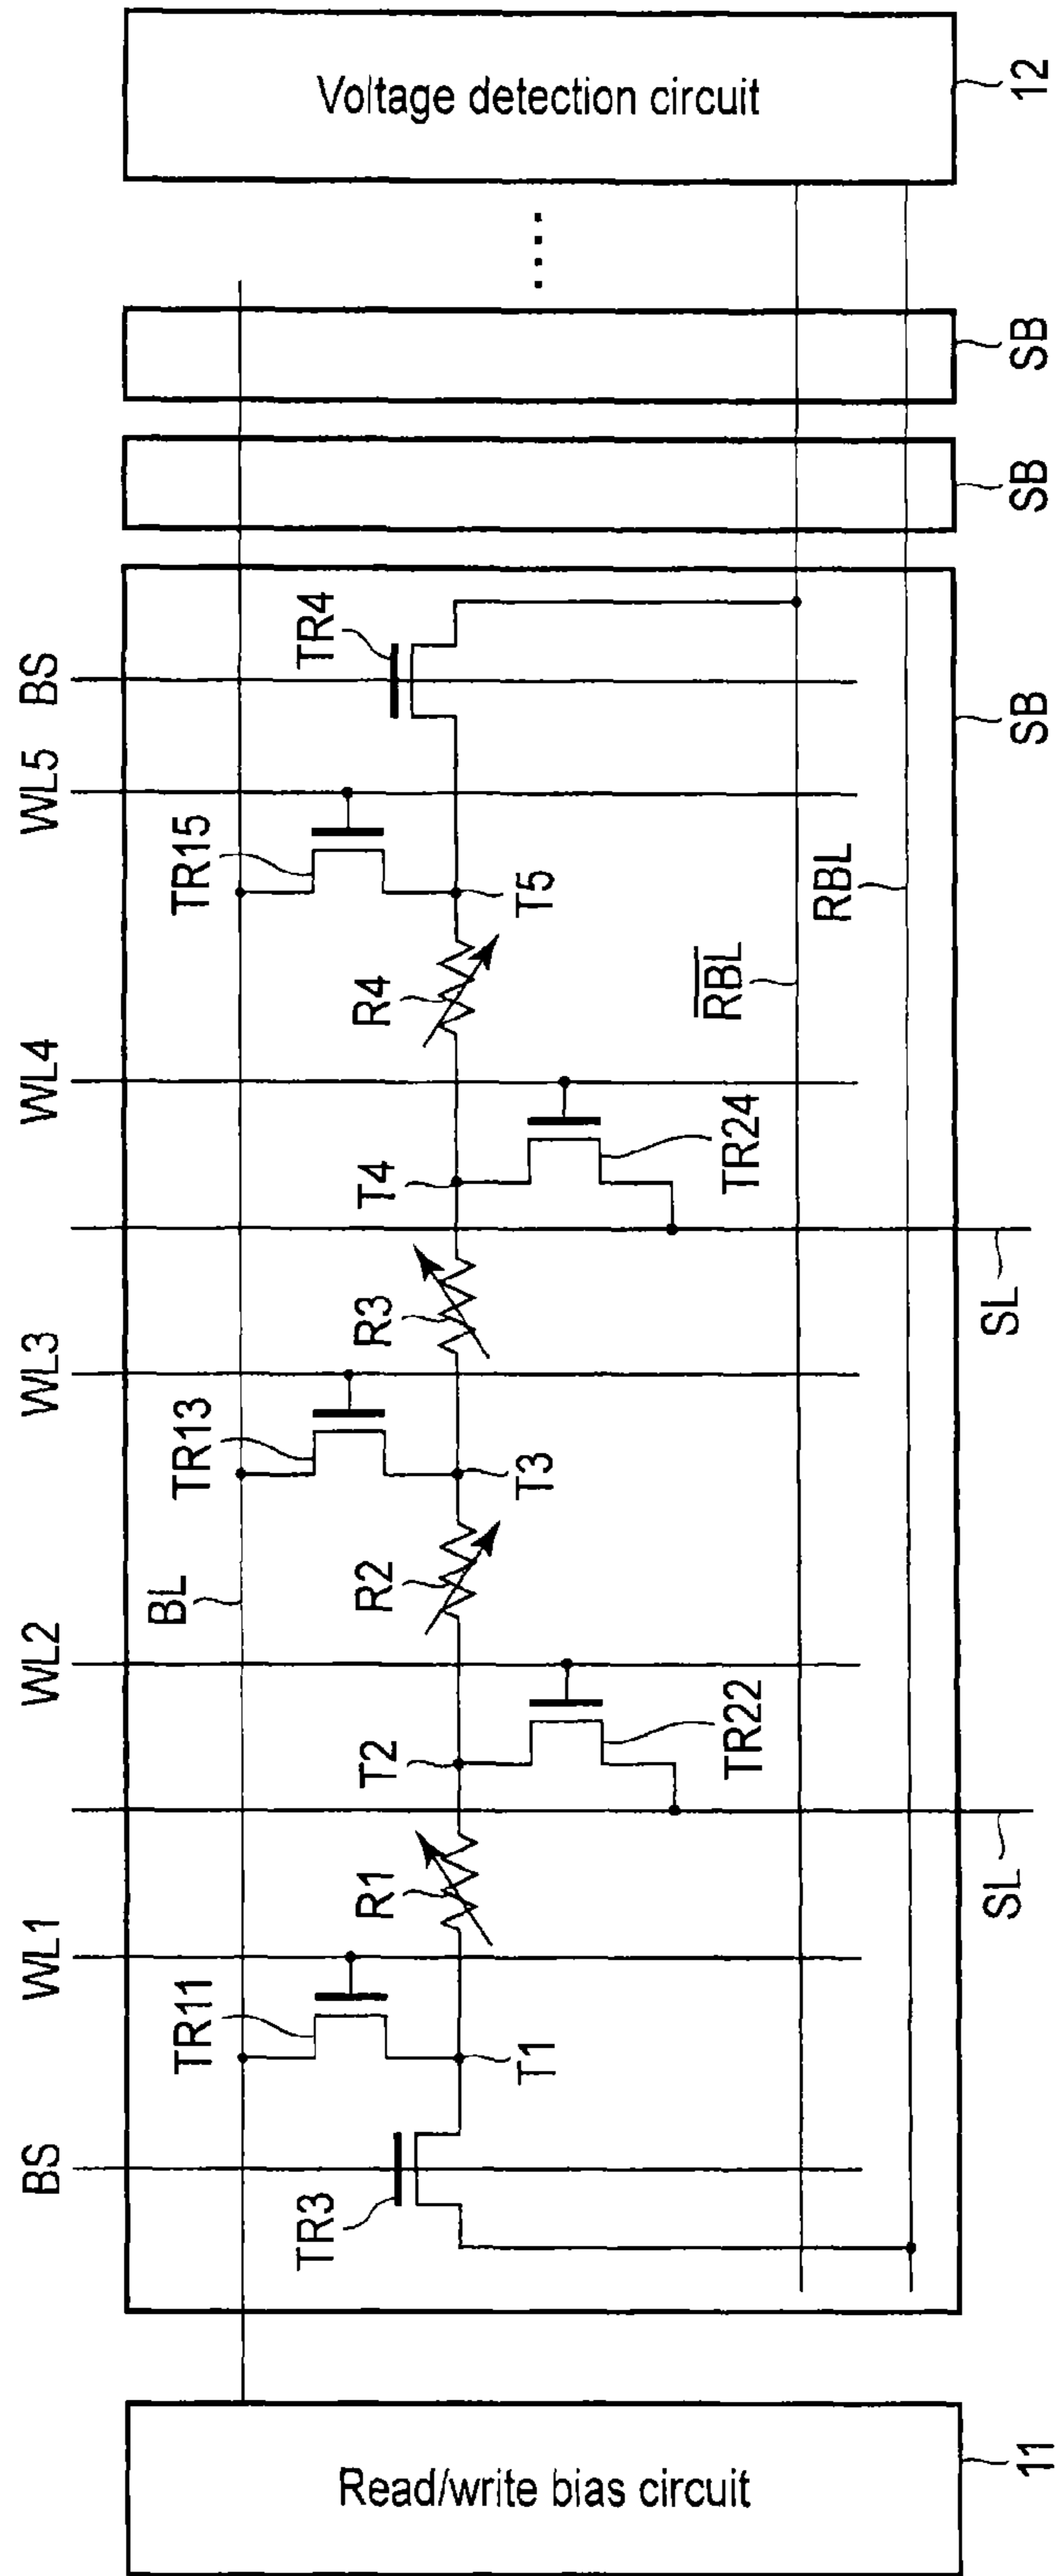 BS
WL1
WL2
WL3
WL4
WL5
BS
TR11
BL
TR13
TR15
TR3
R1
T2
R2
R3
T4
R4
TR4
T1
T3
T5
TR22
TR24
R̅B̅L̅
RBL
SL
SL
SB
SB
SB
Read/write bias circuit
11
Voltage detection circuit
....
12